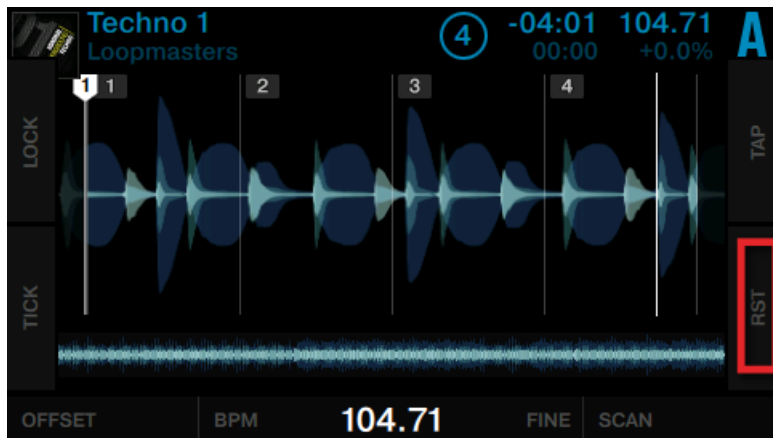 Techno 1
Loopmasters
4
-04:01 104.71
00:00 +0.0%
A
1 1 2 3 4
LOCK
TAP
TICK
RST
OFFSET BPM 104.71 FINE SCAN